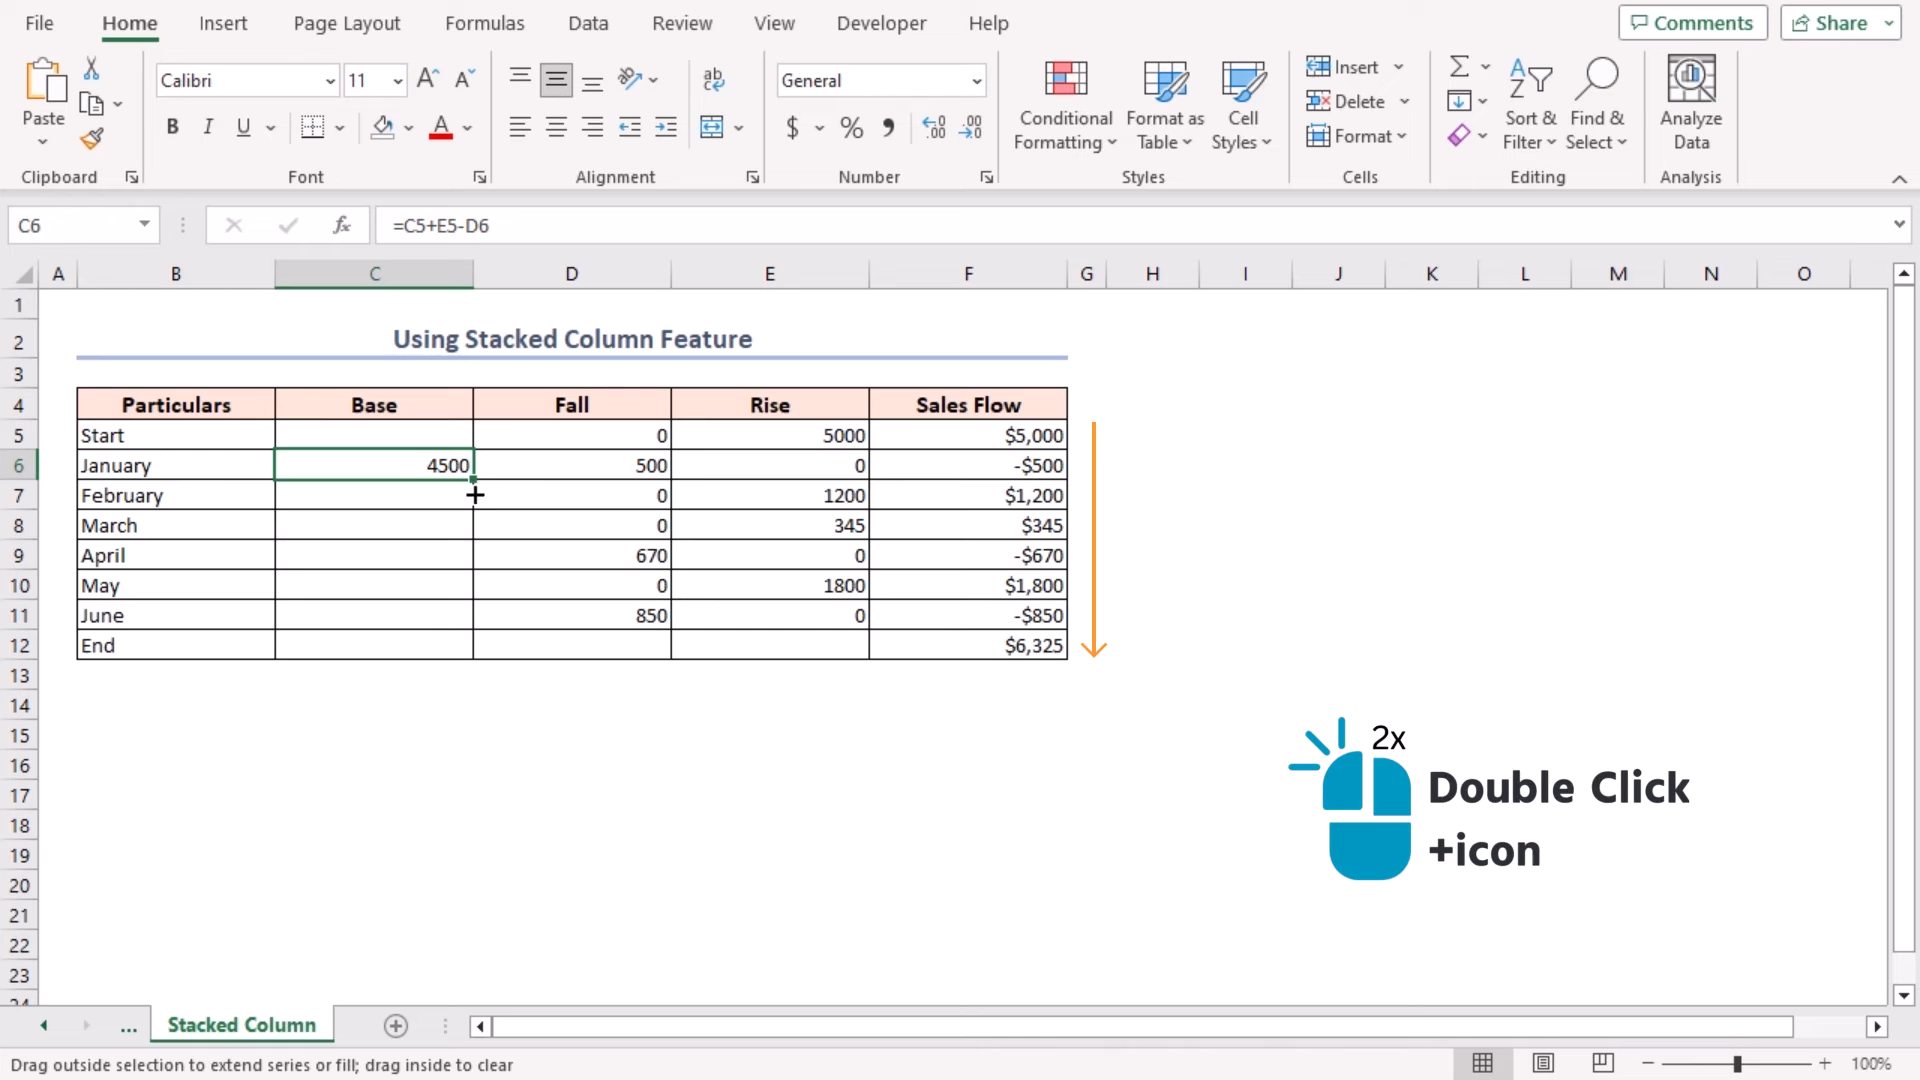 File Home Insert Page Layout Formulas Data Review View Developer Help Comments Share
Paste Calibri 11 A^ A˅ ab c General Conditional Formatting Format as Table Cell Styles Insert Delete Format Sort & Filter Find & Select Analyze Data
B I U A $ % 9 .00 .00
Clipboard Font Alignment Number Styles Cells Editing Analysis
C6 fx =C5+E5-D6
A B C D E F G H I J K L M N O
1
2 Using Stacked Column Feature
3
4 Particulars Base Fall Rise Sales Flow
5 Start 0 5000 $5,000
6 January 4500 500 0 -$500
7 February 0 1200 $1,200
8 March 0 345 $345
9 April 670 0 -$670
10 May 0 1800 $1,800
11 June 850 0 -$850
12 End $6,325
13
14
15 2x
16
17 Double Click
18
19 +icon
20
21
22
23
24
... Stacked Column
Drag outside selection to extend series or fill; drag inside to clear 100%